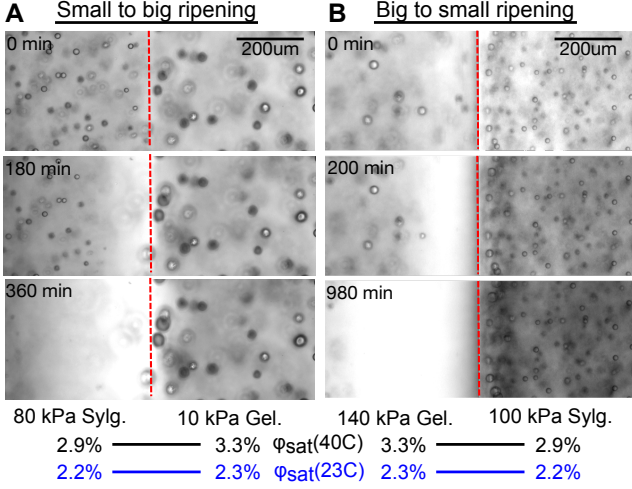 A Small to big ripening
B Big to small ripening
0 min
200um
0 min
200um
180 min
200 min
360 min
980 min
80 kPa Sylg. 10 kPa Gel. 140 kPa Gel. 100 kPa Sylg.
2.9% 3.3% φsat(40C) 3.3% 2.9%
2.2% 2.3% φsat(23C) 2.3% 2.2%